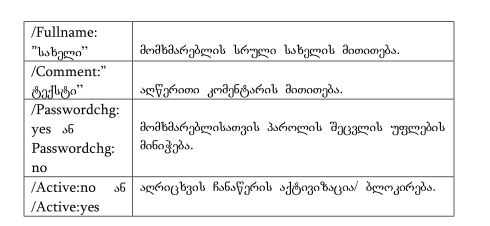 /Fullname:
”სახელი” მომხმარებლის სრული სახელის მითითება.
/Comment:”
ტექსტი” აღწერითი კომენტარის მითითება.
/Passwordchg:
yes ან მომხმარებლისათვის პაროლის შეცვლის უფლების
Passwordchg: მინიჭება.
no
/Active:no ან აღრიცხვის ჩანაწერის აქტივიზაცია/ ბლოკირება.
/Active:yes